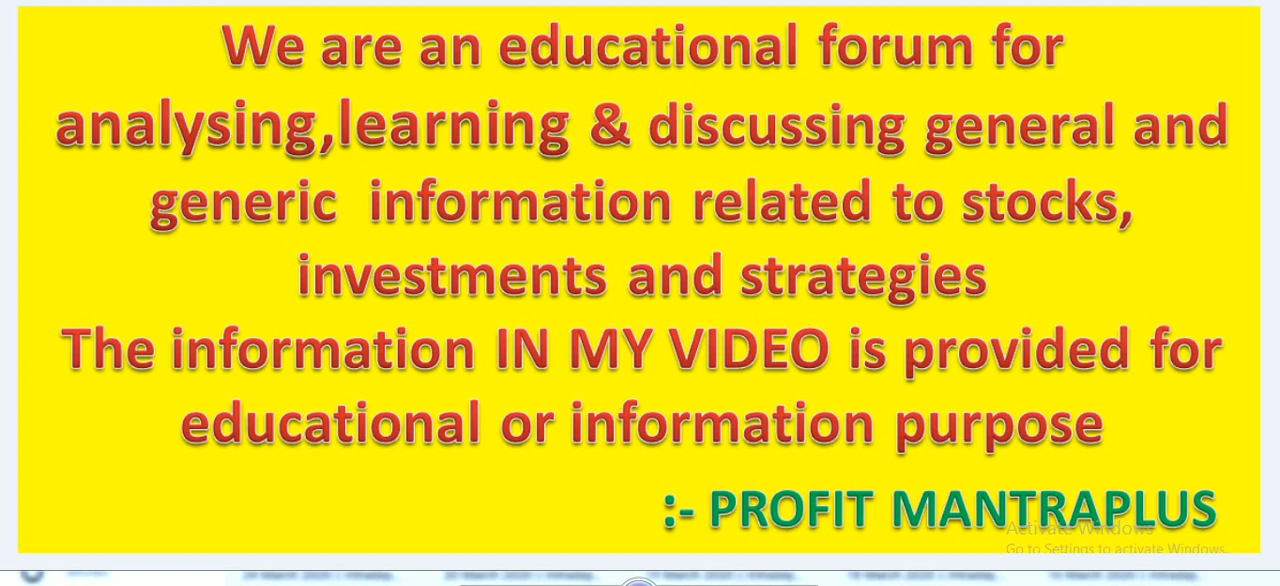 We are an educational forum for
analysing,learning & discussing general and
generic information related to stocks,
investments and strategies
The information IN MY VIDEO is provided for
educational or information purpose
:- PROFIT MANTRAPLUS
Activate Windows
Go to Settings to activate Windows.